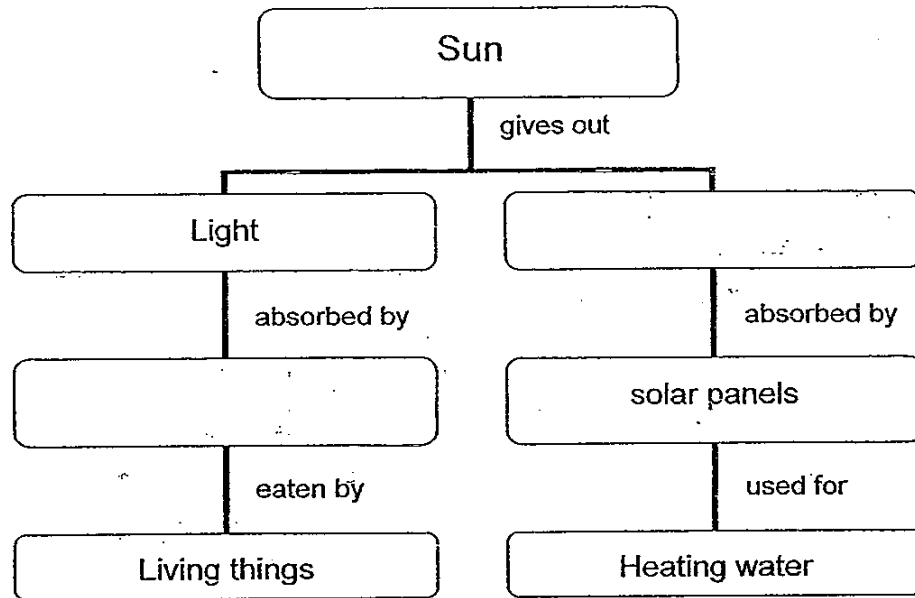 Sun
gives out
Light
absorbed by
absorbed by
solar panels
eaten by
used for
Living things
Heating water